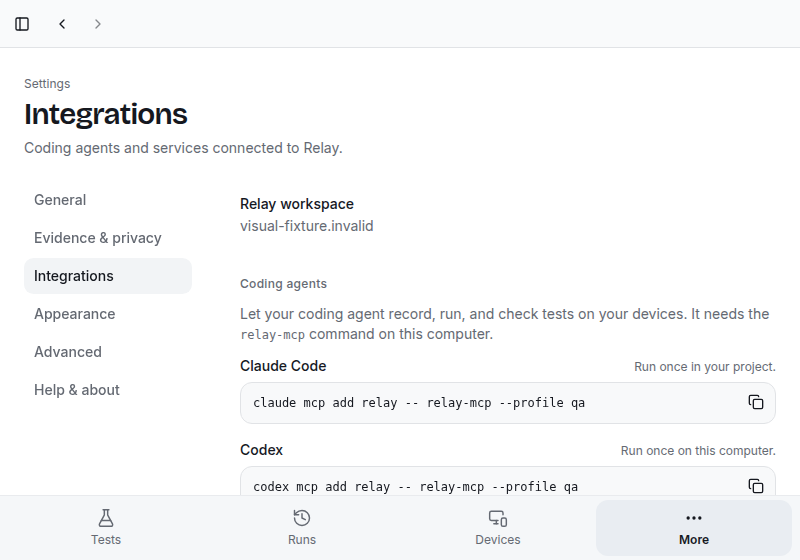 Settings
Integrations
Coding agents and services connected to Relay.
General
Evidence & privacy
Integrations
Appearance
Advanced
Help & about
Relay workspace
visual-fixture.invalid
Coding agents
Let your coding agent record, run, and check tests on your devices. It needs the
relay-mcp command on this computer.
Claude Code
Run once in your project.
claude mcp add relay -- relay-mcp --profile qa
Codex
Run once on this computer.
codex mcp add relay -- relay-mcp --profile qa
Tests
Runs
Devices
More